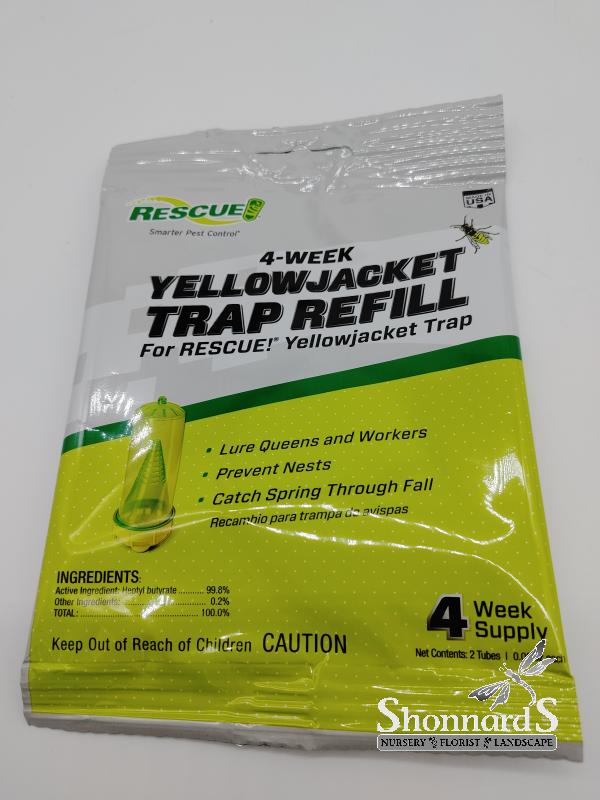 RESCUE!
Smarter Pest Control
MADE IN
USA
4-WEEK
YELLOWJACKET
TRAP REFILL
For RESCUE!® Yellowjacket Trap
• Lure Queens and Workers
• Prevent Nests
• Catch Spring Through Fall
Recambio para trampa de avispas
INGREDIENTS:
Active Ingredient: Heptyl butyrate .......... 99.8%
Other Ingredients: .......... 0.2%
TOTAL: .......... 100.0%
Keep Out of Reach of Children CAUTION
4 Week
Supply
Net Contents: 2 Tubes |
Shonnard's
NURSERY FLORIST LANDSCAPE